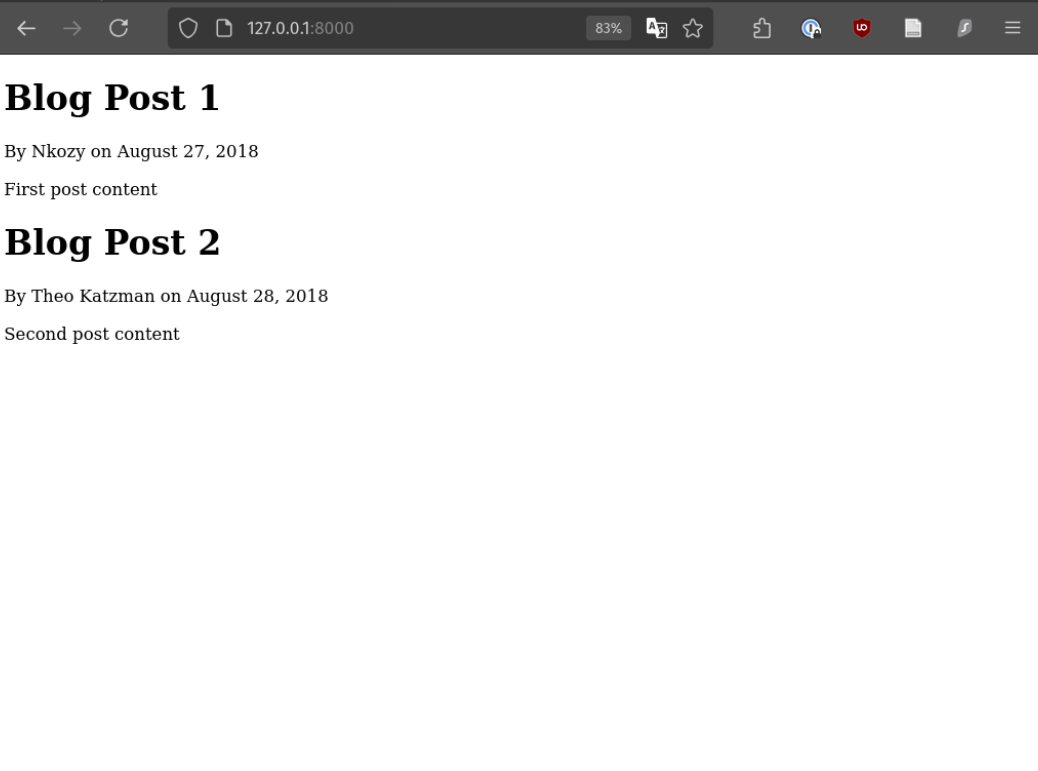 127.0.0.1:8000
83%
Blog Post 1
By Nkozy on August 27, 2018
First post content
Blog Post 2
By Theo Katzman on August 28, 2018
Second post content